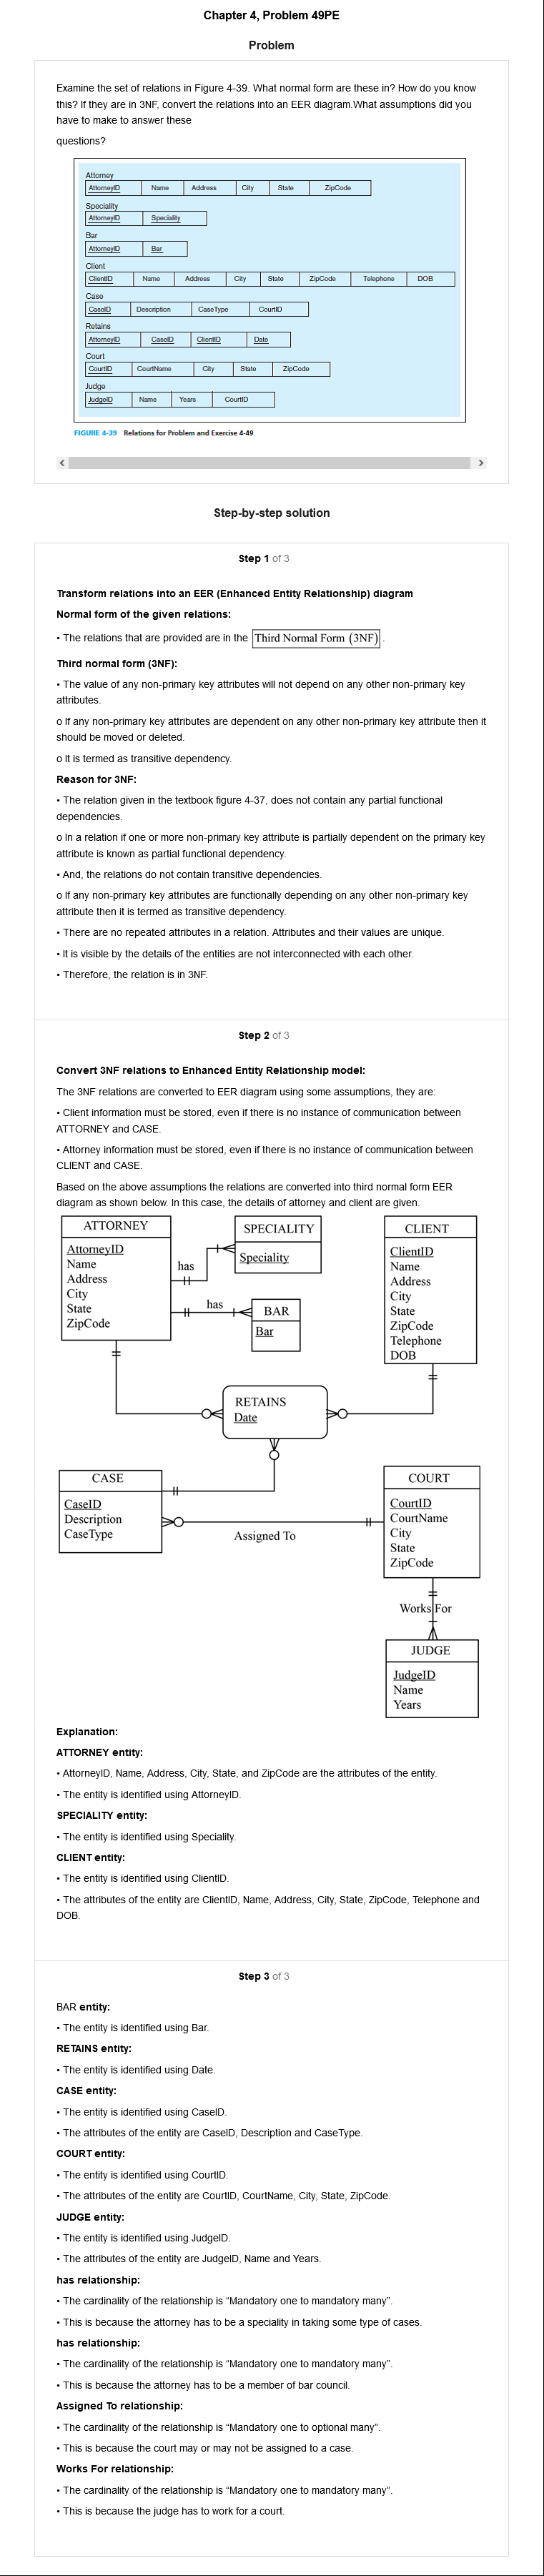 Chapter 4, Problem 49PE
Problem
Examine the set of relations in Figure 4-39. What normal form are these in? How do you know
this? If they are in 3NF, convert the relations into an EER diagram.What assumptions did you
have to make to answer these
questions?
Attorney
AttorneyID Name Address City State ZipCode
Speciality
AttorneyID Speciality
Bar
AttorneyID Bar
Client
ClientID Name Address City State ZipCode Telephone DOB
Case
CaseID Description CaseType CourtID
Retains
AttorneyID CaseID ClientID Date
Court
CourtID CourtName City State ZipCode
Judge
JudgeID Name Years CourtID
FIGURE 4-39 Relations for Problem and Exercise 4-49
Step-by-step solution
Step 1 of 3
Transform relations into an EER (Enhanced Entity Relationship) diagram
Normal form of the given relations:
• The relations that are provided are in the Third Normal Form (3NF) .
Third normal form (3NF):
• The value of any non-primary key attributes will not depend on any other non-primary key
attributes.
o If any non-primary key attributes are dependent on any other non-primary key attribute then it
should be moved or deleted.
o It is termed as transitive dependency.
Reason for 3NF:
• The relation given in the textbook figure 4-37, does not contain any partial functional
dependencies.
o In a relation if one or more non-primary key attribute is partially dependent on the primary key
attribute is known as partial functional dependency.
• And, the relations do not contain transitive dependencies.
o If any non-primary key attributes are functionally depending on any other non-primary key
attribute then it is termed as transitive dependency.
• There are no repeated attributes in a relation. Attributes and their values are unique.
• It is visible by the details of the entities are not interconnected with each other.
• Therefore, the relation is in 3NF.
Step 2 of 3
Convert 3NF relations to Enhanced Entity Relationship model:
The 3NF relations are converted to EER diagram using some assumptions, they are:
• Client information must be stored, even if there is no instance of communication between
ATTORNEY and CASE.
• Attorney information must be stored, even if there is no instance of communication between
CLIENT and CASE.
Based on the above assumptions the relations are converted into third normal form EER
diagram as shown below. In this case, the details of attorney and client are given.
ATTORNEY
AttorneyID
Name
Address
City
State
ZipCode
has
SPECIALITY
Speciality
has
BAR
Bar
CLIENT
ClientID
Name
Address
City
State
ZipCode
Telephone
DOB
RETAINS
Date
CASE
CaseID
Description
CaseType
Assigned To
COURT
CourtID
CourtName
City
State
ZipCode
Works For
JUDGE
JudgeID
Name
Years
Explanation:
ATTORNEY entity:
• AttorneyID, Name, Address, City, State, and ZipCode are the attributes of the entity.
• The entity is identified using AttorneyID.
SPECIALITY entity:
• The entity is identified using Speciality.
CLIENT entity:
• The entity is identified using ClientID.
• The attributes of the entity are ClientID, Name, Address, City, State, ZipCode, Telephone and
DOB.
Step 3 of 3
BAR entity:
• The entity is identified using Bar.
RETAINS entity:
• The entity is identified using Date.
CASE entity:
• The entity is identified using CaseID.
• The attributes of the entity are CaseID, Description and CaseType.
COURT entity:
• The entity is identified using CourtID.
• The attributes of the entity are CourtID, CourtName, City, State, ZipCode.
JUDGE entity:
• The entity is identified using JudgeID.
• The attributes of the entity are JudgeID, Name and Years.
has relationship:
• The cardinality of the relationship is “Mandatory one to mandatory many”.
• This is because the attorney has to be a speciality in taking some type of cases.
has relationship:
• The cardinality of the relationship is “Mandatory one to mandatory many”.
• This is because the attorney has to be a member of bar council.
Assigned To relationship:
• The cardinality of the relationship is “Mandatory one to optional many”.
• This is because the court may or may not be assigned to a case.
Works For relationship:
• The cardinality of the relationship is “Mandatory one to mandatory many”.
• This is because the judge has to work for a court.